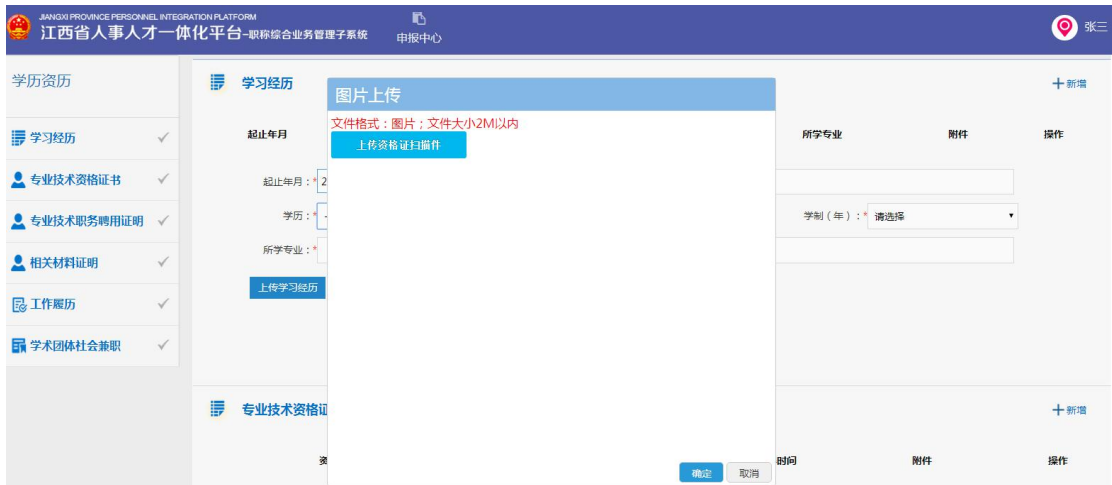 JIANGXI PROVINCE PERSONNEL INTEGRATION PLATFORM
江西省人事人才一体化平台-职称综合业务管理子系统
申报中心
张三
学历资历
学习经历
专业技术资格证书
专业技术职务聘用证明
相关材料证明
工作履历
学术团体社会兼职
学习经历
+新增
起止年月
所学专业
附件
操作
起止年月：* 2
学历：* -
学制（年）：* 请选择
所学专业：*
上传学习经历
图片上传
文件格式：图片；文件大小2M以内
上传资格证扫描件
确定
取消
专业技术资格证
+新增
资
时间
附件
操作